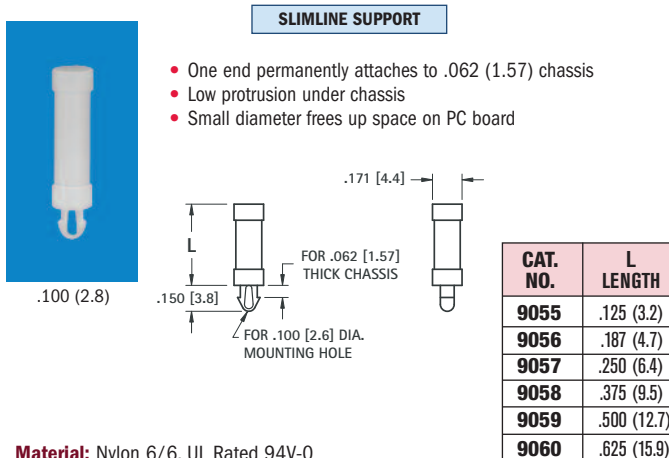 SLIMLINE SUPPORT
• One end permanently attaches to .062 (1.57) chassis
• Low protrusion under chassis
• Small diameter frees up space on PC board
.100 (2.8)
.171 [4.4]
L
FOR .062 [1.57]
THICK CHASSIS
.150 [3.8]
FOR .100 [2.6] DIA.
MOUNTING HOLE
CAT. NO. L LENGTH
9055 .125 (3.2)
9056 .187 (4.7)
9057 .250 (6.4)
9058 .375 (9.5)
9059 .500 (12.7)
9060 .625 (15.9)
Material: Nylon 6/6, UL Rated 94V-0